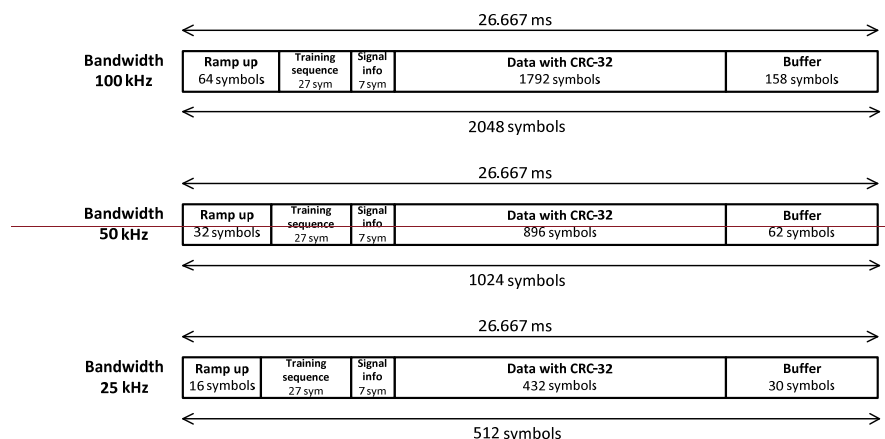 26.667 ms
Bandwidth
100 kHz
Ramp up
64 symbols
Training
sequence
27 sym
Signal
info
7 sym
Data with CRC-32
1792 symbols
Buffer
158 symbols
2048 symbols
26.667 ms
Bandwidth
50 kHz
Ramp up
32 symbols
Training
sequence
27 sym
Signal
info
7 sym
Data with CRC-32
896 symbols
Buffer
62 symbols
1024 symbols
26.667 ms
Bandwidth
25 kHz
Ramp up
16 symbols
Training
sequence
27 sym
Signal
info
7 sym
Data with CRC-32
432 symbols
Buffer
30 symbols
512 symbols